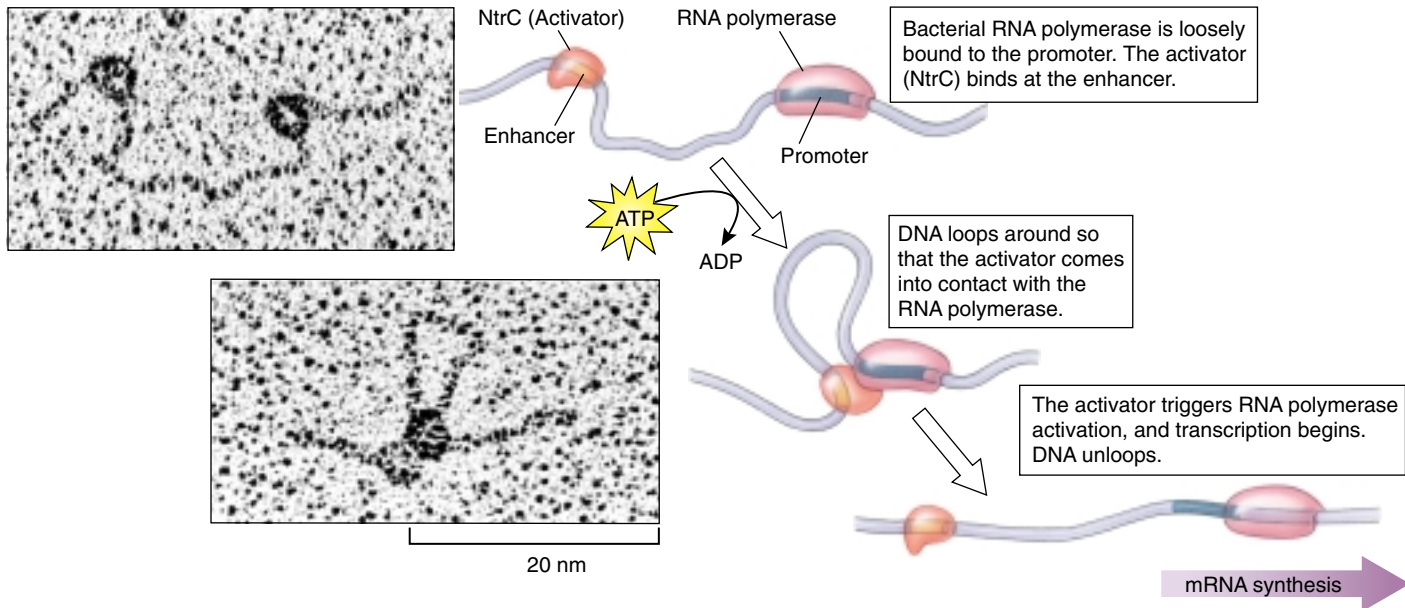 NtrC (Activator)
RNA polymerase
Bacterial RNA polymerase is loosely
bound to the promoter. The activator
(NtrC) binds at the enhancer.
Enhancer
Promoter
ATP
ADP
DNA loops around so
that the activator comes
into contact with the
RNA polymerase.
The activator triggers RNA polymerase
activation, and transcription begins.
DNA unloops.
20 nm
mRNA synthesis